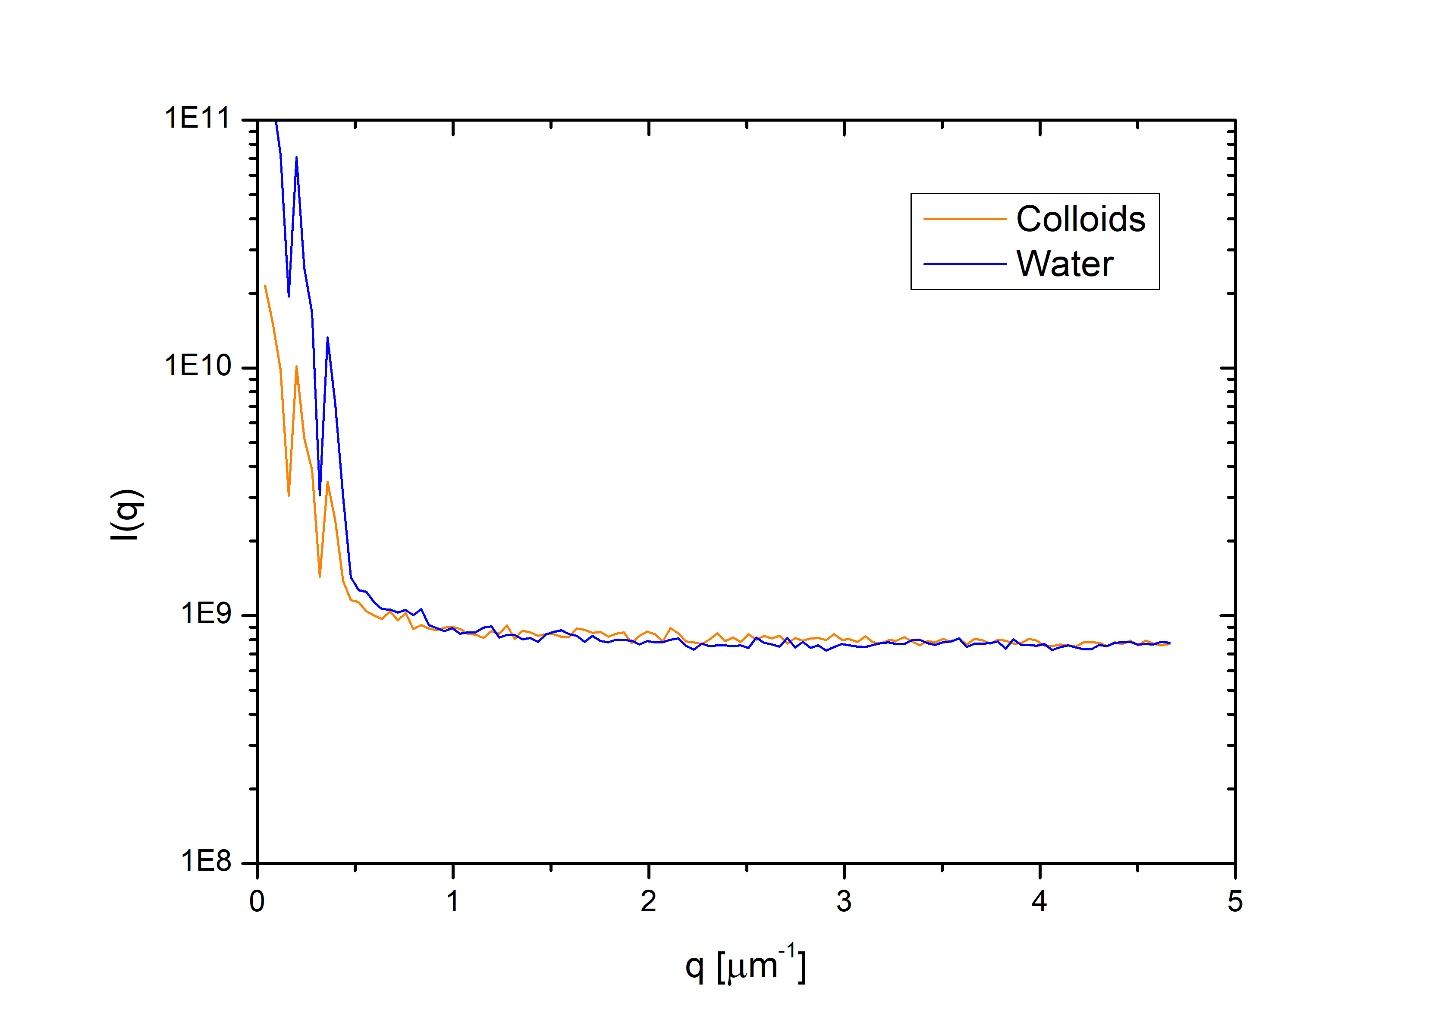 1E11
1E10
1E9
1E8
I(q)
Colloids
Water
0 1 2 3 4 5
q [μm⁻¹]